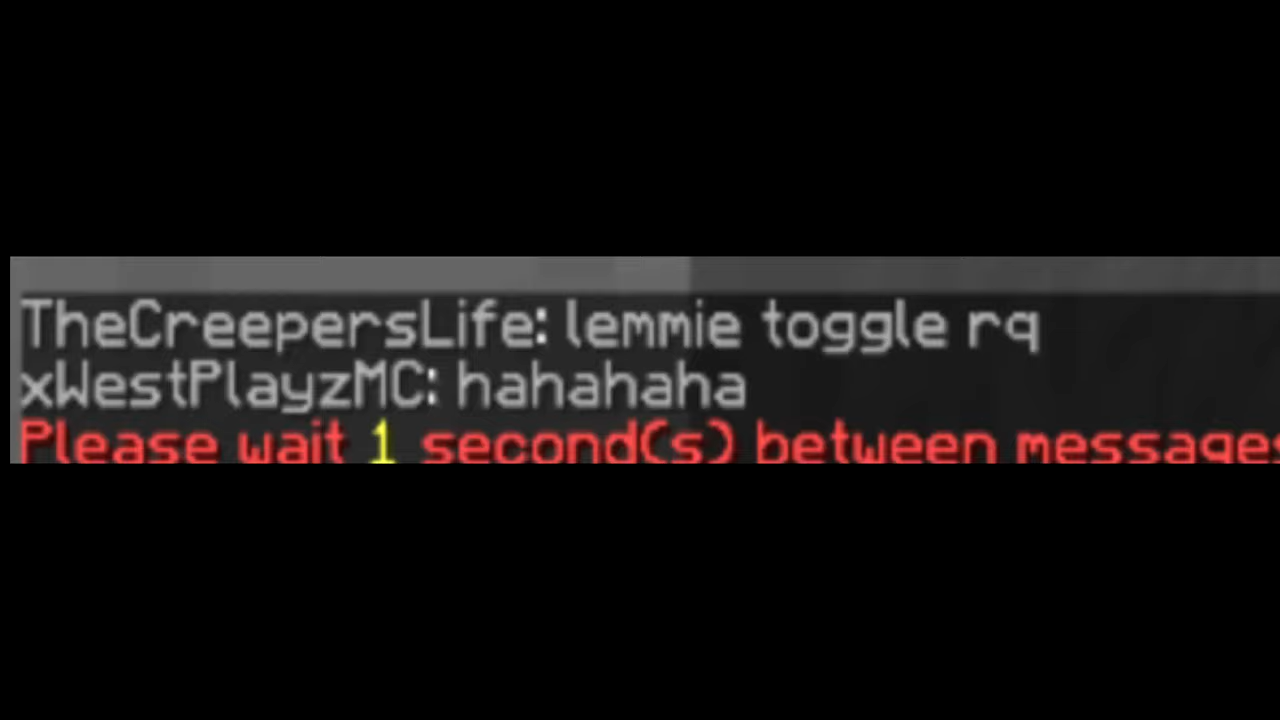 TheCreepersLife: lemmie toggle rq
xWestPlayzMC: hahahaha
Please wait 1 second(s) between messages